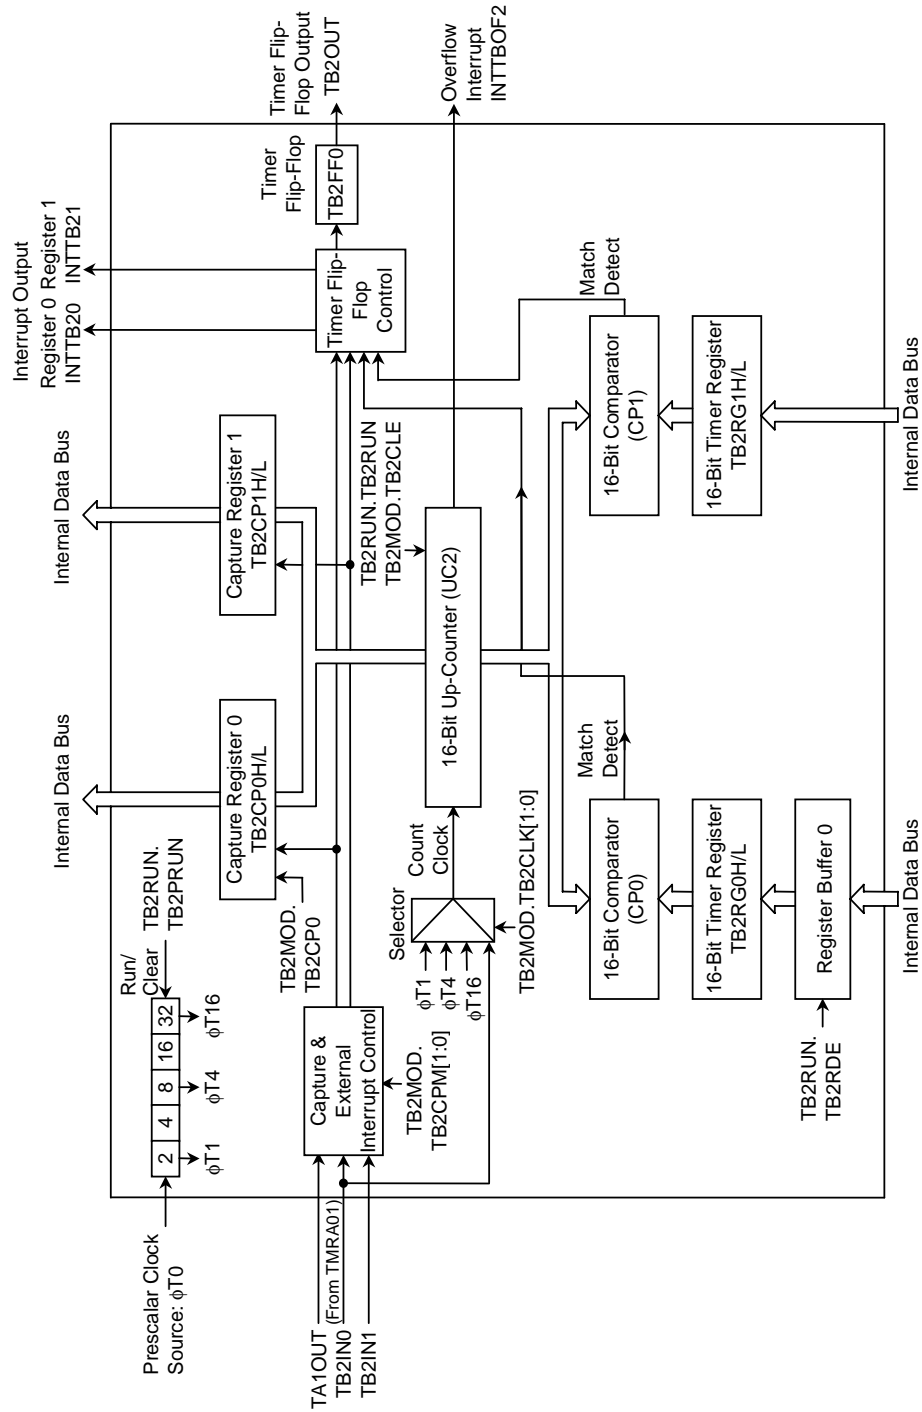 Prescalar Clock
Source: ϕT0
Run/
Clear
TB2RUN.
TB2PRUN
2
4
8
16
32
ϕT1
ϕT4
ϕT16
Internal Data Bus
Internal Data Bus
Interrupt Output
Register 0
Register 1
INTTB20
INTTB21
Capture Register 0
TB2CP0H/L
Capture Register 1
TB2CP1H/L
TB2MOD.
TB2CP0
TA1OUT
(From TMRA01)
TB2IN0
TB2IN1
Capture &
External
Interrupt Control
TB2MOD.
TB2CPM[1:0]
Timer Flip-
Flop
Control
Timer
Flip-Flop
TB2FF0
Timer Flip-
Flop Output
TB2OUT
TB2RUN.TB2RUN
TB2MOD.TB2CLE
Selector
ϕT1
ϕT4
ϕT16
Count
Clock
TB2MOD.TB2CLK[1:0]
16-Bit Up-Counter (UC2)
Overflow
Interrupt
INTTBOF2
Match
Detect
Match
Detect
16-Bit Comparator
(CP0)
16-Bit Comparator
(CP1)
16-Bit Timer Register
TB2RG0H/L
16-Bit Timer Register
TB2RG1H/L
TB2RUN.
TB2RDE
Register Buffer 0
Internal Data Bus
Internal Data Bus